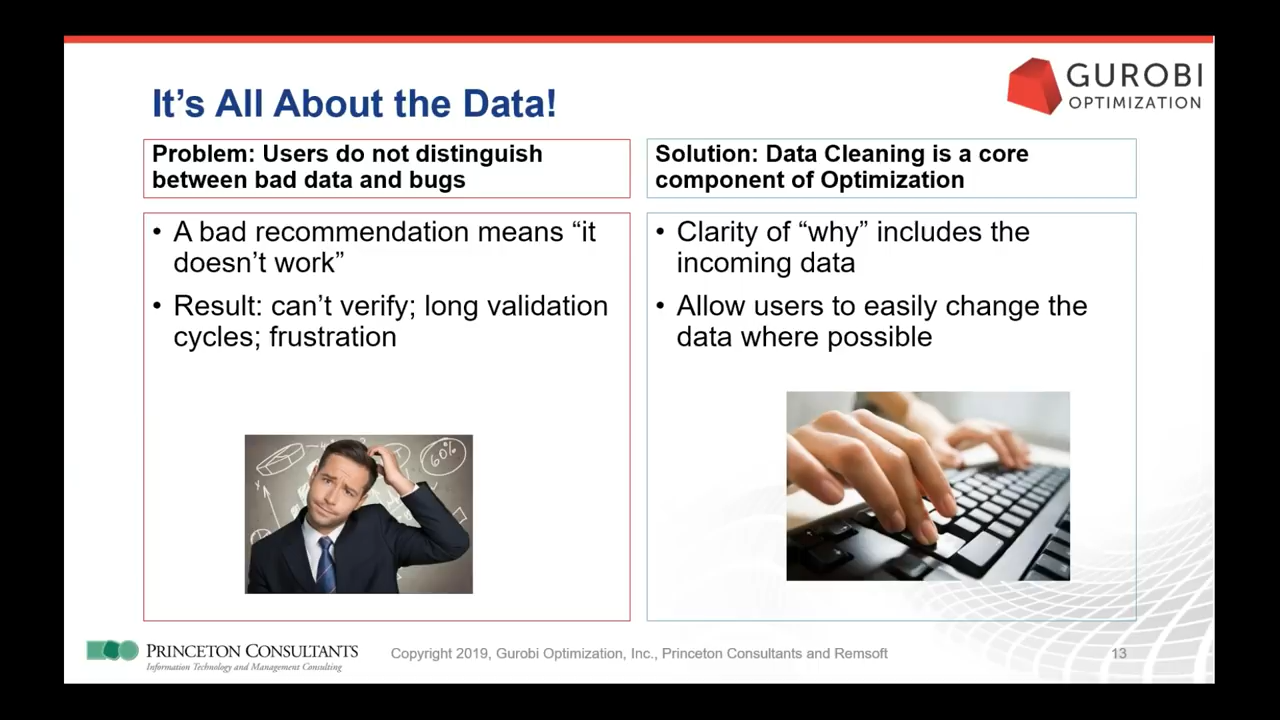 GUROBI
OPTIMIZATION
It’s All About the Data!
Problem: Users do not distinguish
between bad data and bugs
• A bad recommendation means “it
doesn’t work”
• Result: can’t verify; long validation
cycles; frustration
60%
Solution: Data Cleaning is a core
component of Optimization
• Clarity of “why” includes the
incoming data
• Allow users to easily change the
data where possible
PRINCETON CONSULTANTS
Information Technology and Management Consulting
Copyright 2019, Gurobi Optimization, Inc., Princeton Consultants and Remsoft
13